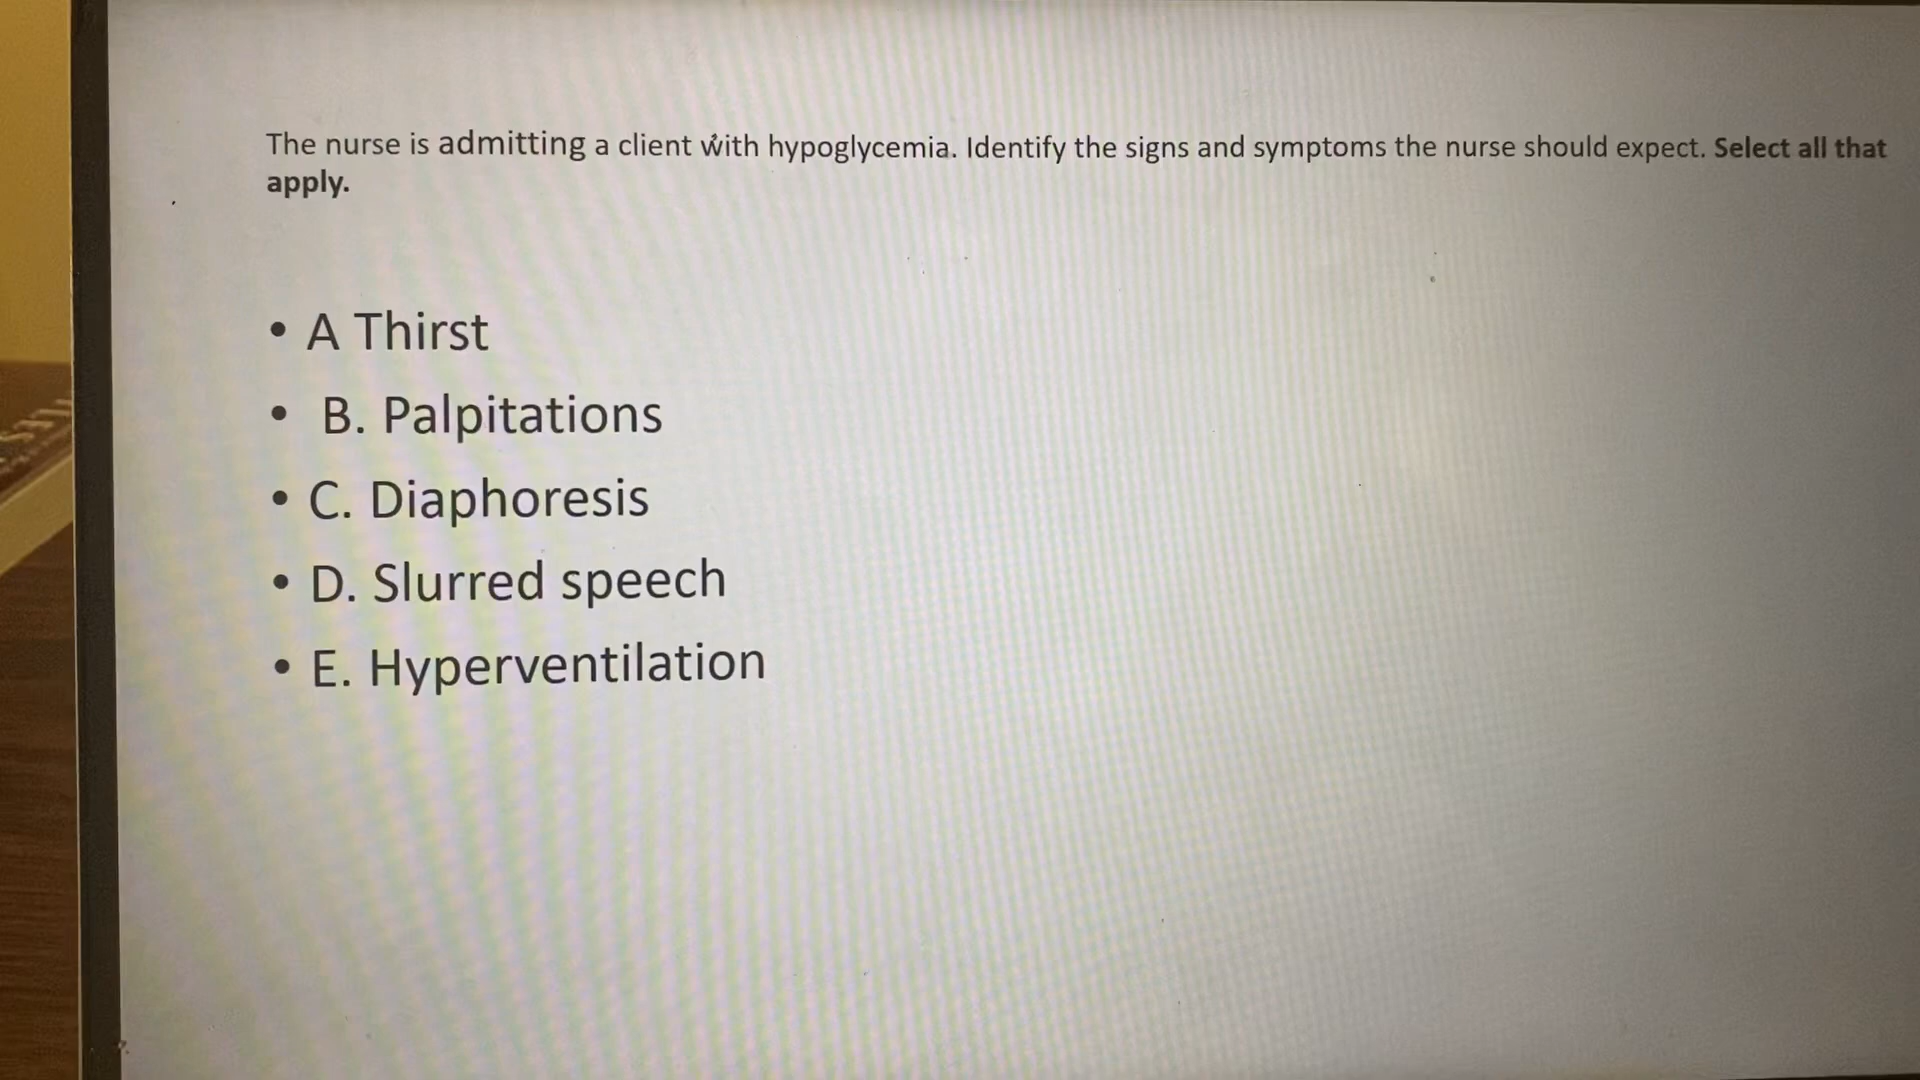 The nurse is admitting a client with hypoglycemia. Identify the signs and symptoms the nurse should expect. Select all that
apply.
• A Thirst
• B. Palpitations
• C. Diaphoresis
• D. Slurred speech
• E. Hyperventilation